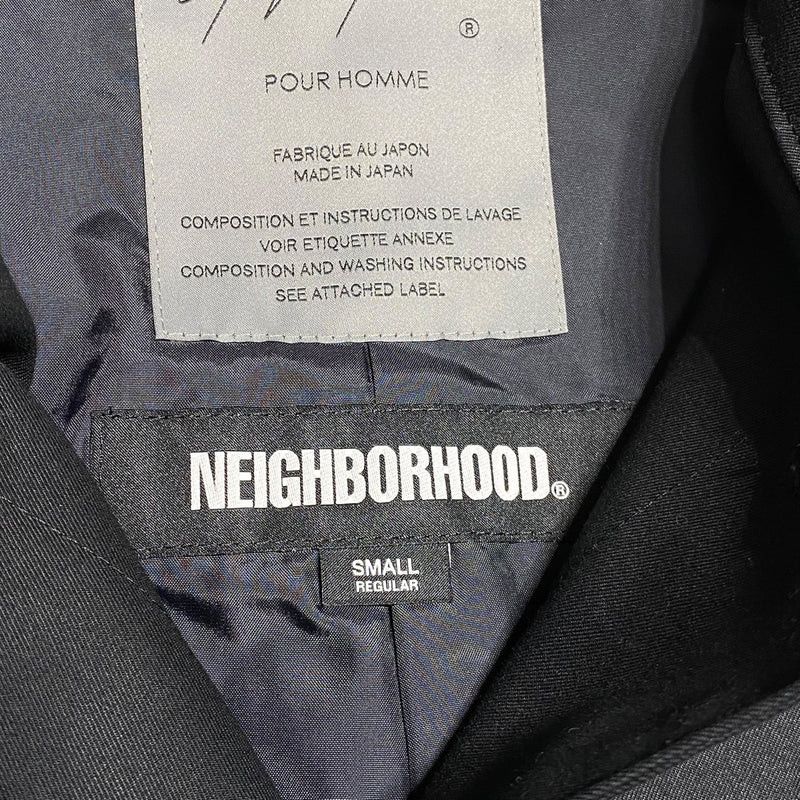 ®
POUR HOMME
FABRIQUE AU JAPON
MADE IN JAPAN
COMPOSITION ET INSTRUCTIONS DE LAVAGE
VOIR ETIQUETTE ANNEXE
COMPOSITION AND WASHING INSTRUCTIONS
SEE ATTACHED LABEL
NEIGHBORHOOD®
SMALL
REGULAR